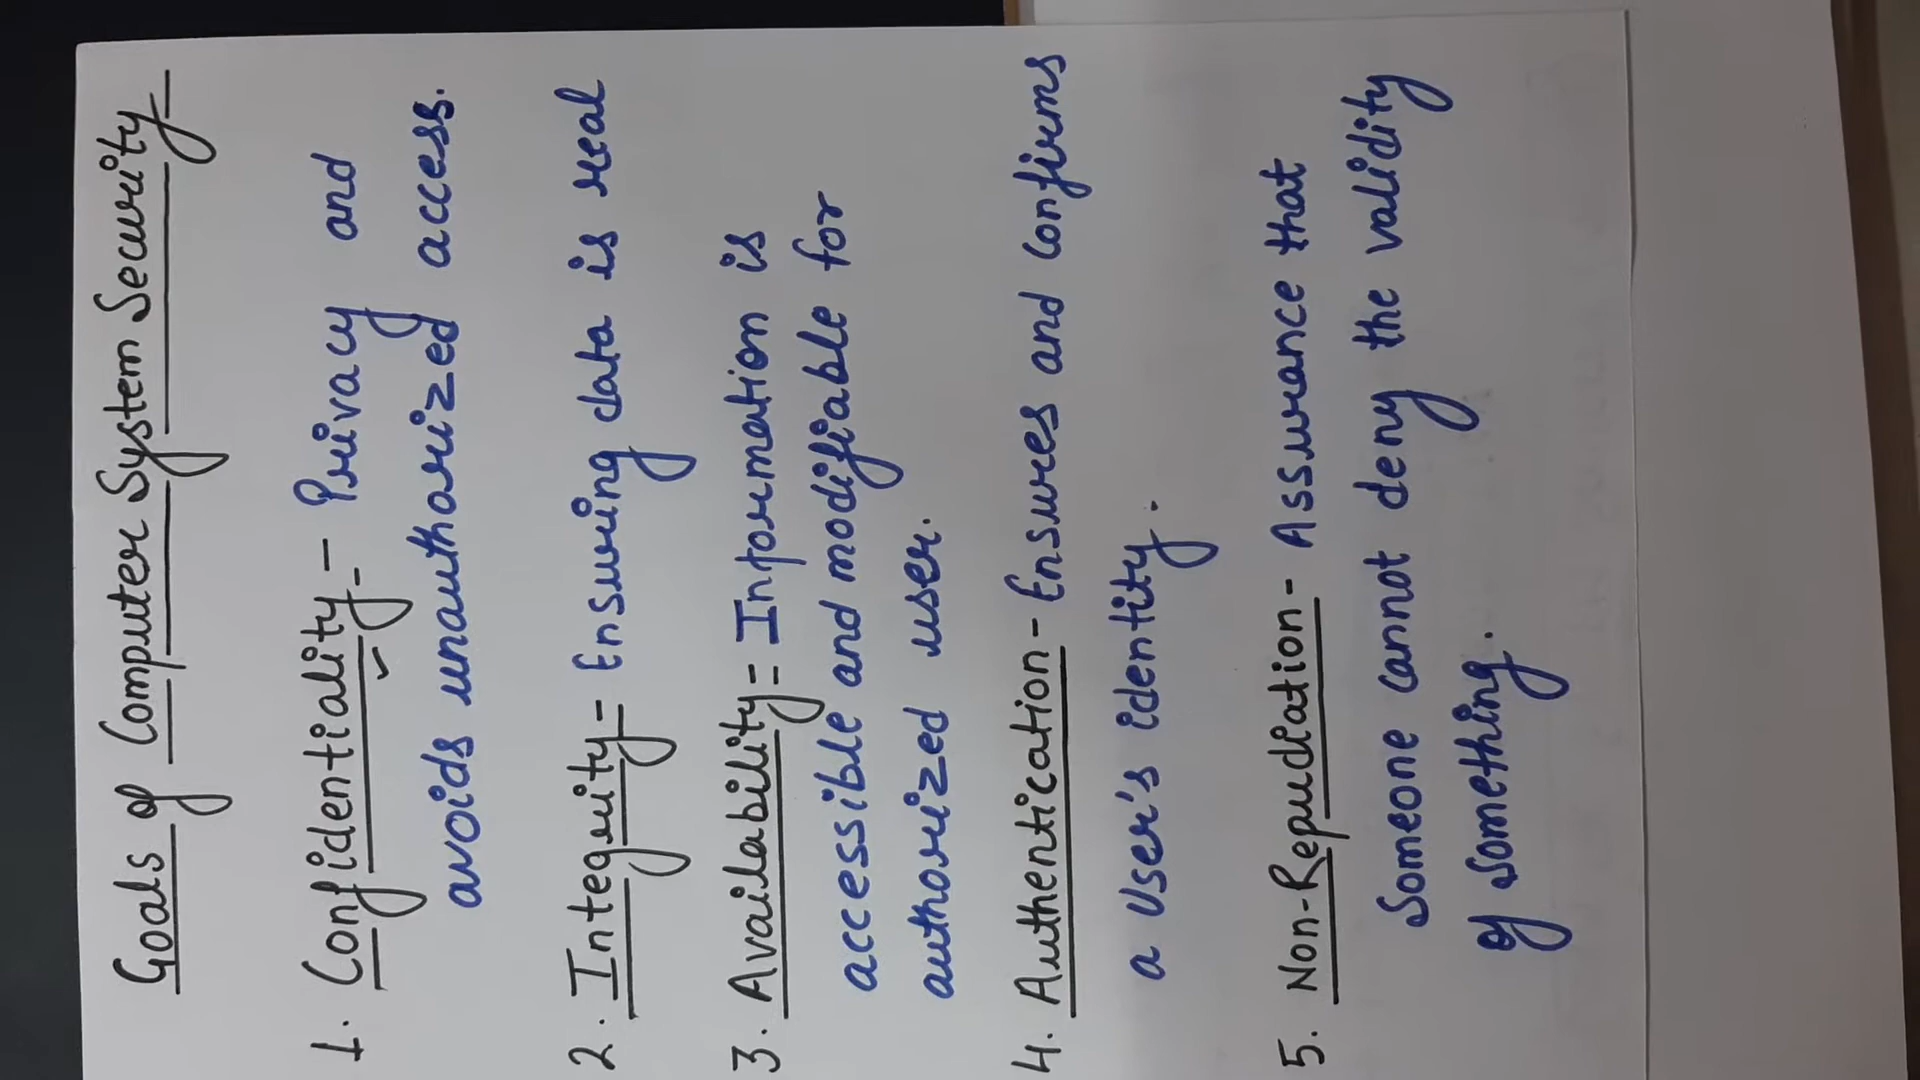 Goals of Computer System Security
1. Confidentiality - Privacy and
avoids unauthorized access.
2. Integrity - Ensuring data is real
3. Availability = Information is
accessible and modifiable for
authorized user.
4. Authentication - Ensures and confirms
a User's identity.
5. Non-Repudiation - Assurance that
Someone cannot deny the validity
of something.